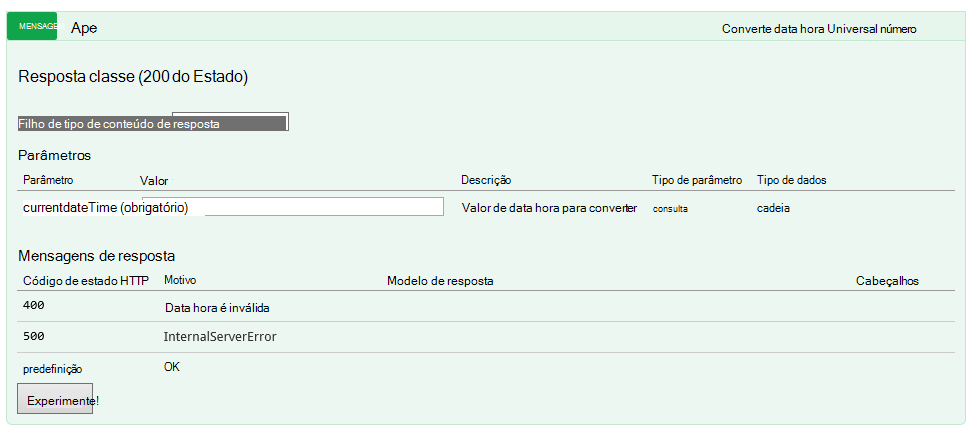 MENSAGE Ape Converte data hora Universal número
Resposta classe (200 do Estado)
Filho de tipo de conteúdo de resposta
Parâmetros
Parâmetro Valor Descrição Tipo de parâmetro Tipo de dados
currentdateTime (obrigatório) Valor de data hora para converter consulta cadeia
Mensagens de resposta
Código de estado HTTP Motivo Modelo de resposta Cabeçalhos
400 Data hora é inválida
500 InternalServerError
predefinição OK
Experimente!